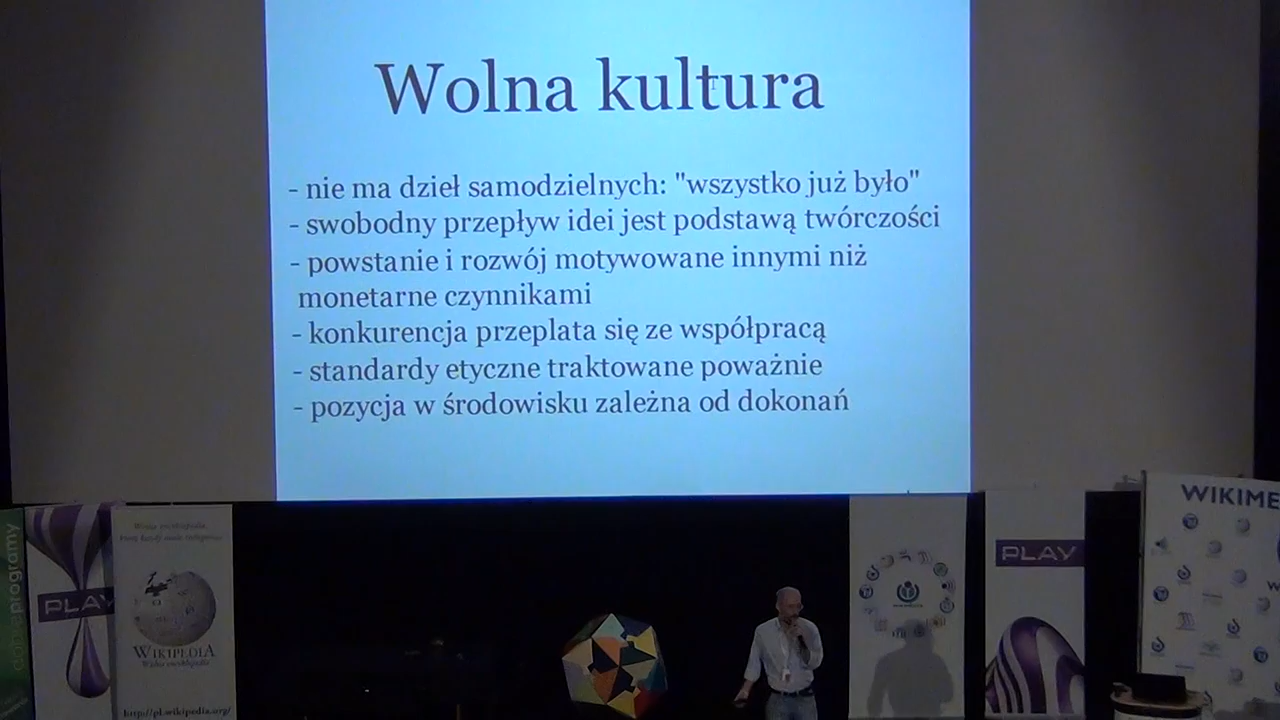 Wolna kultura
- nie ma dzieł samodzielnych: "wszystko już było"
- swobodny przepływ idei jest podstawą twórczości
- powstanie i rozwój motywowane innymi niż
monetarne czynnikami
- konkurencja przeplata się ze współpracą
- standardy etyczne traktowane poważnie
- pozycja w środowisku zależna od dokonań
dobreprogramy
PLAY
WIKIPEDIA
Wolna encyklopedia
http://pl.wikipedia.org/
PLAY
WIKIME